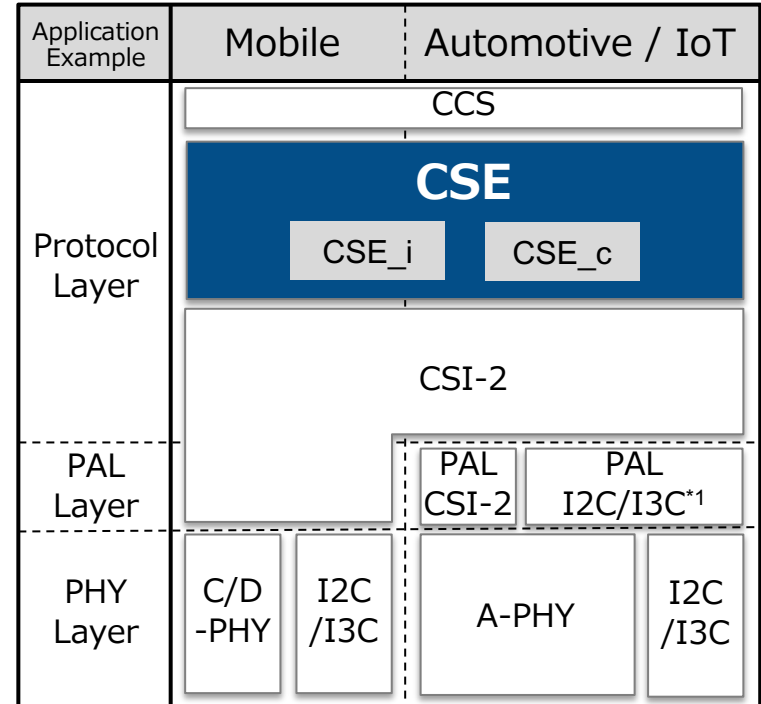 Application
Example
Mobile
Automotive / IoT
Protocol
Layer
CCS
CSE
CSE_i
CSE_c
CSI-2
PAL
Layer
PAL
CSI-2
PAL
I2C/I3C*1
PHY
Layer
C/D
-PHY
I2C
/I3C
A-PHY
I2C
/I3C